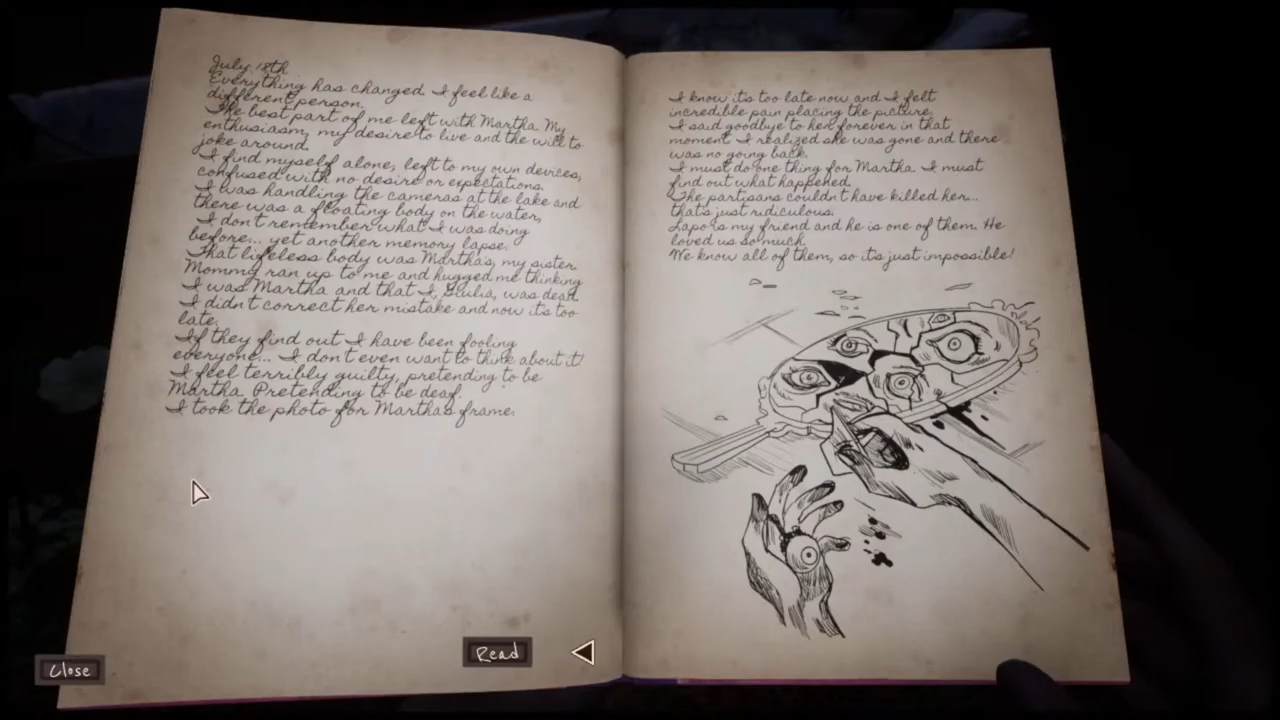 July 18th
Everything has changed. I feel like a
different person.
The best part of me left with Martha. My
enthusiasm, my desire to live and the will to
joke around.
I find myself alone, left to my own devices,
confused with no desire or expectations.
I was handling the cameras at the lake and
there was a floating body on the water,
I don't remember what I was doing
before... yet another memory lapse.
That lifeless body was Martha's, my sister.
Mommy ran up to me and hugged me thinking
I was Martha and that I, Giulia, was dead.
I didn't correct her mistake and now it's too
late.
If they find out I have been fooling
everyone... I don't even want to think about it!
I feel terribly guilty, pretending to be
Martha. Pretending to be deaf.
I took the photo for Martha's frame.
I know it's too late now and I felt
incredible pain placing the picture.
I said goodbye to her forever in that
moment. I realized she was gone and there
was no going back.
I must do one thing for Martha. I must
find out what happened.
The partisans couldn't have killed her...
that's just ridiculous.
Lapo is my friend and he is one of them. He
loved us so much.
We know all of them, so it's just impossible!
Read
Close